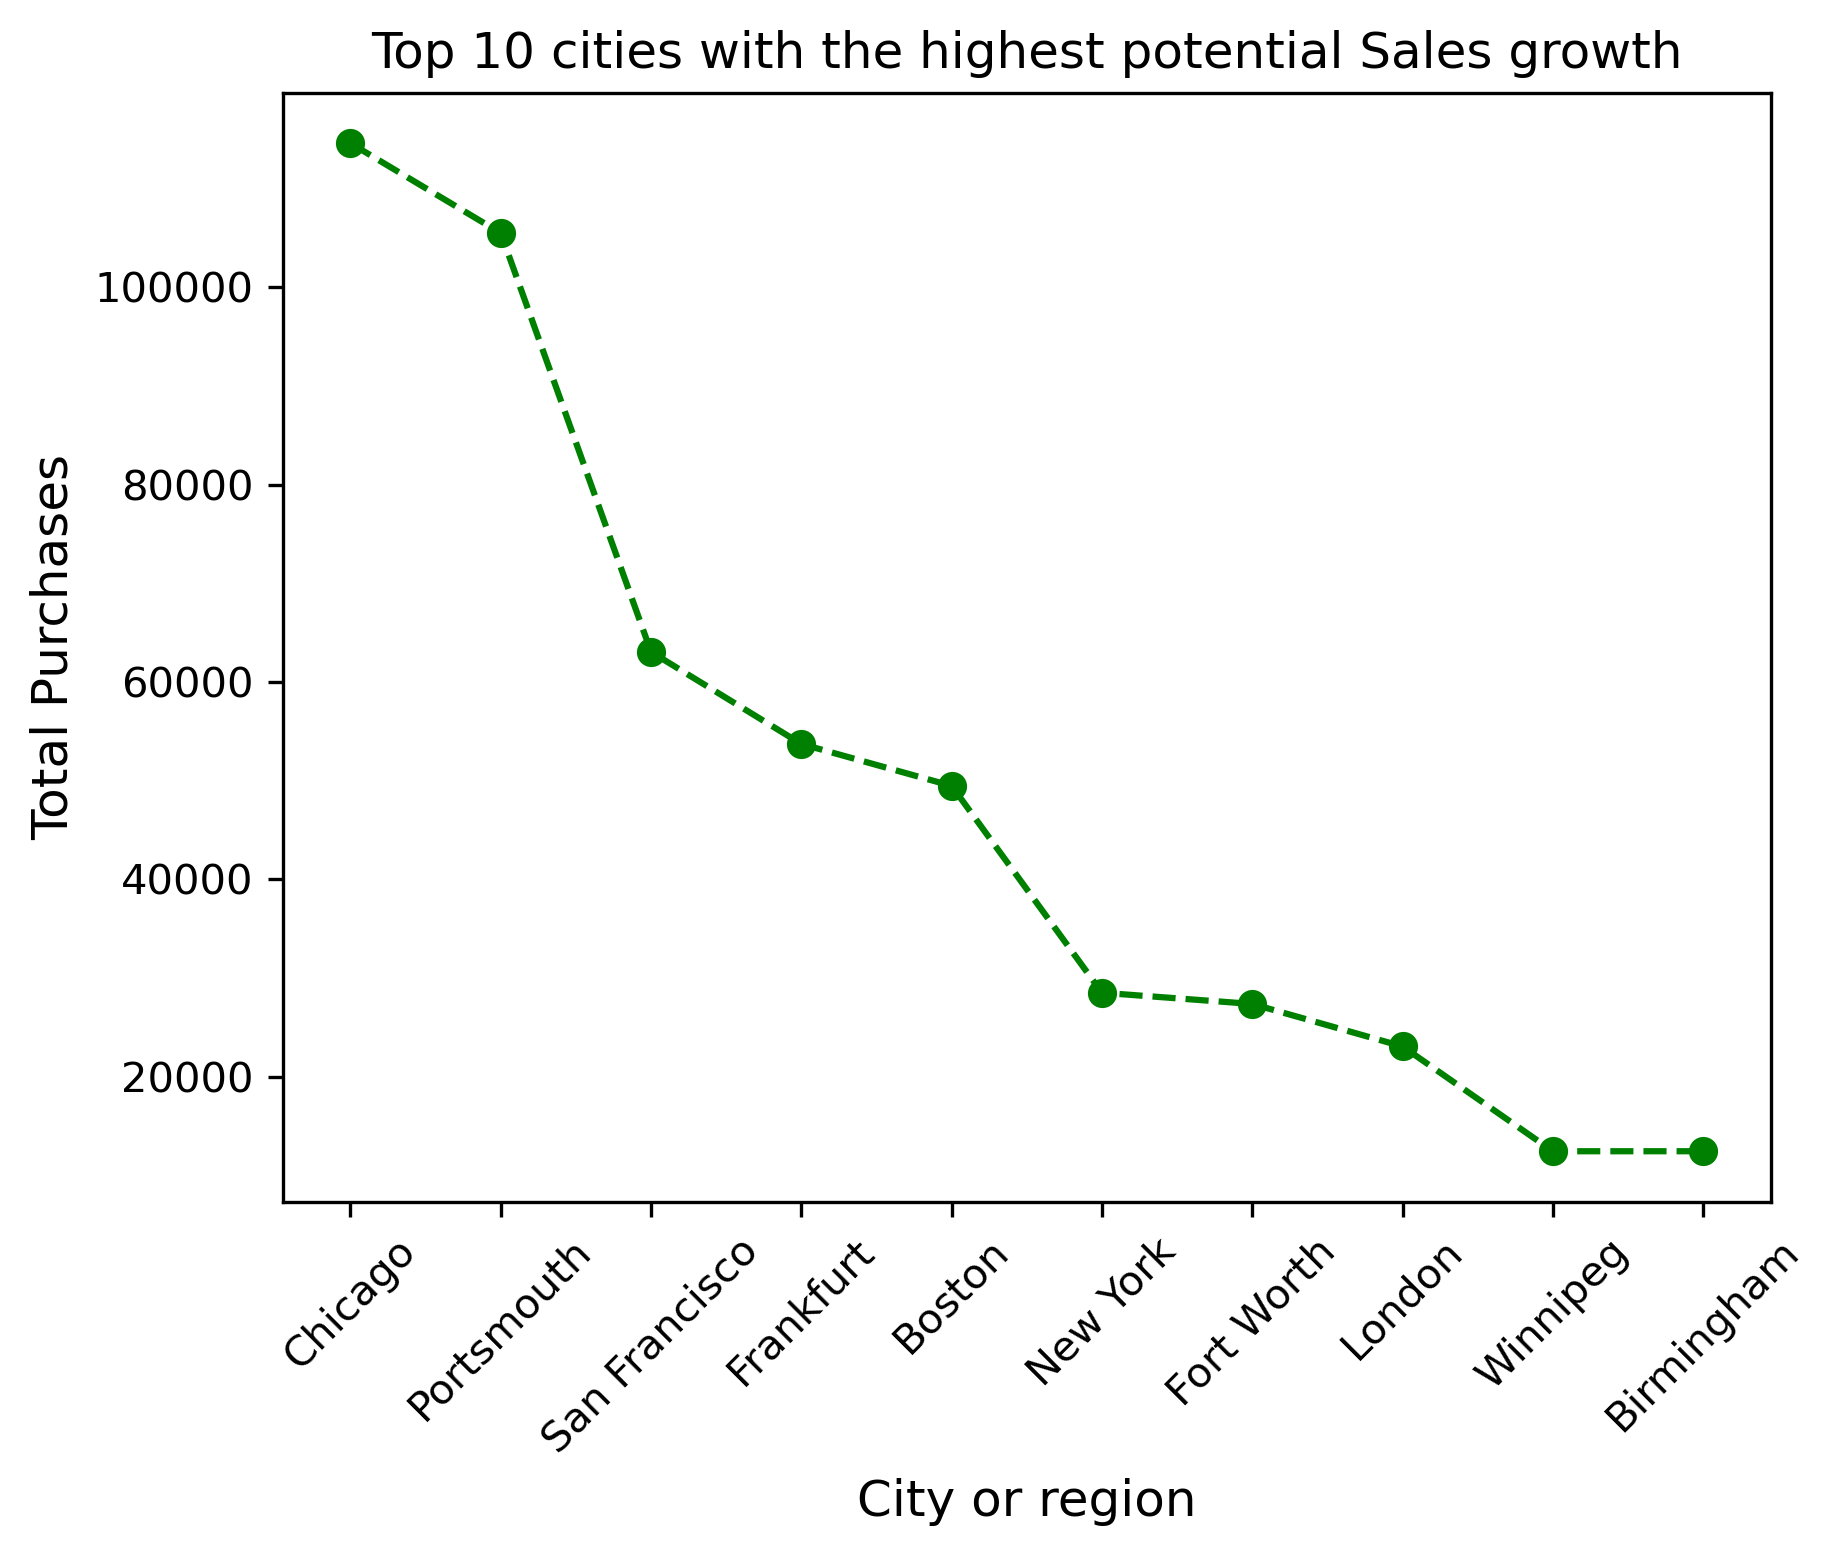 Top 10 cities with the highest potential Sales growth
Total Purchases
100000
80000
60000
40000
20000
Chicago
Portsmouth
San Francisco
Frankfurt
Boston
New York
Fort Worth
London
Winnipeg
Birmingham
City or region